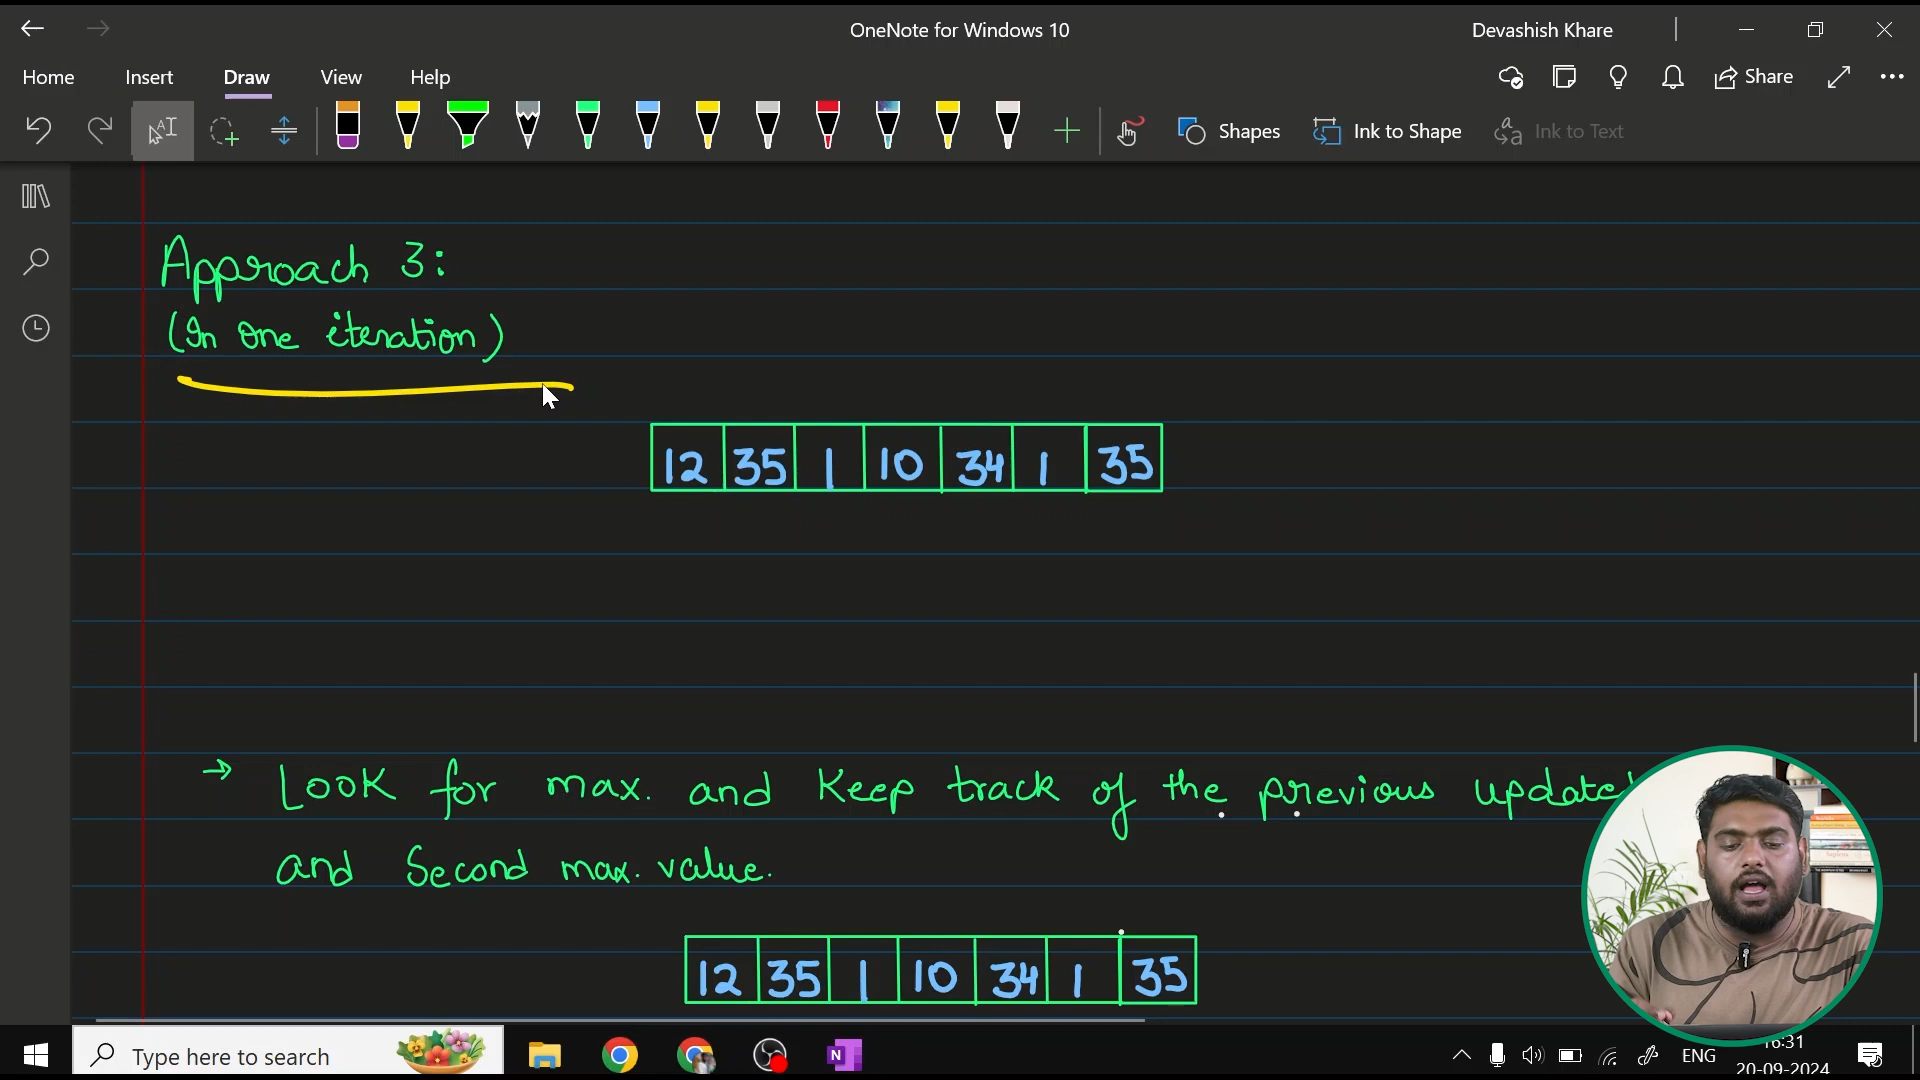 OneNote for Windows 10
Devashish Khare
Home Insert Draw View Help
Share
Shapes
Ink to Shape
Ink to Text
Approach 3:
(In one iteration)
12 35 1 10 34 1 35
→ Look for max. and Keep track of the previous update
and Second max. value.
12 35 1 10 34 1 35
Type here to search
ENG
16:31
20-09-2024